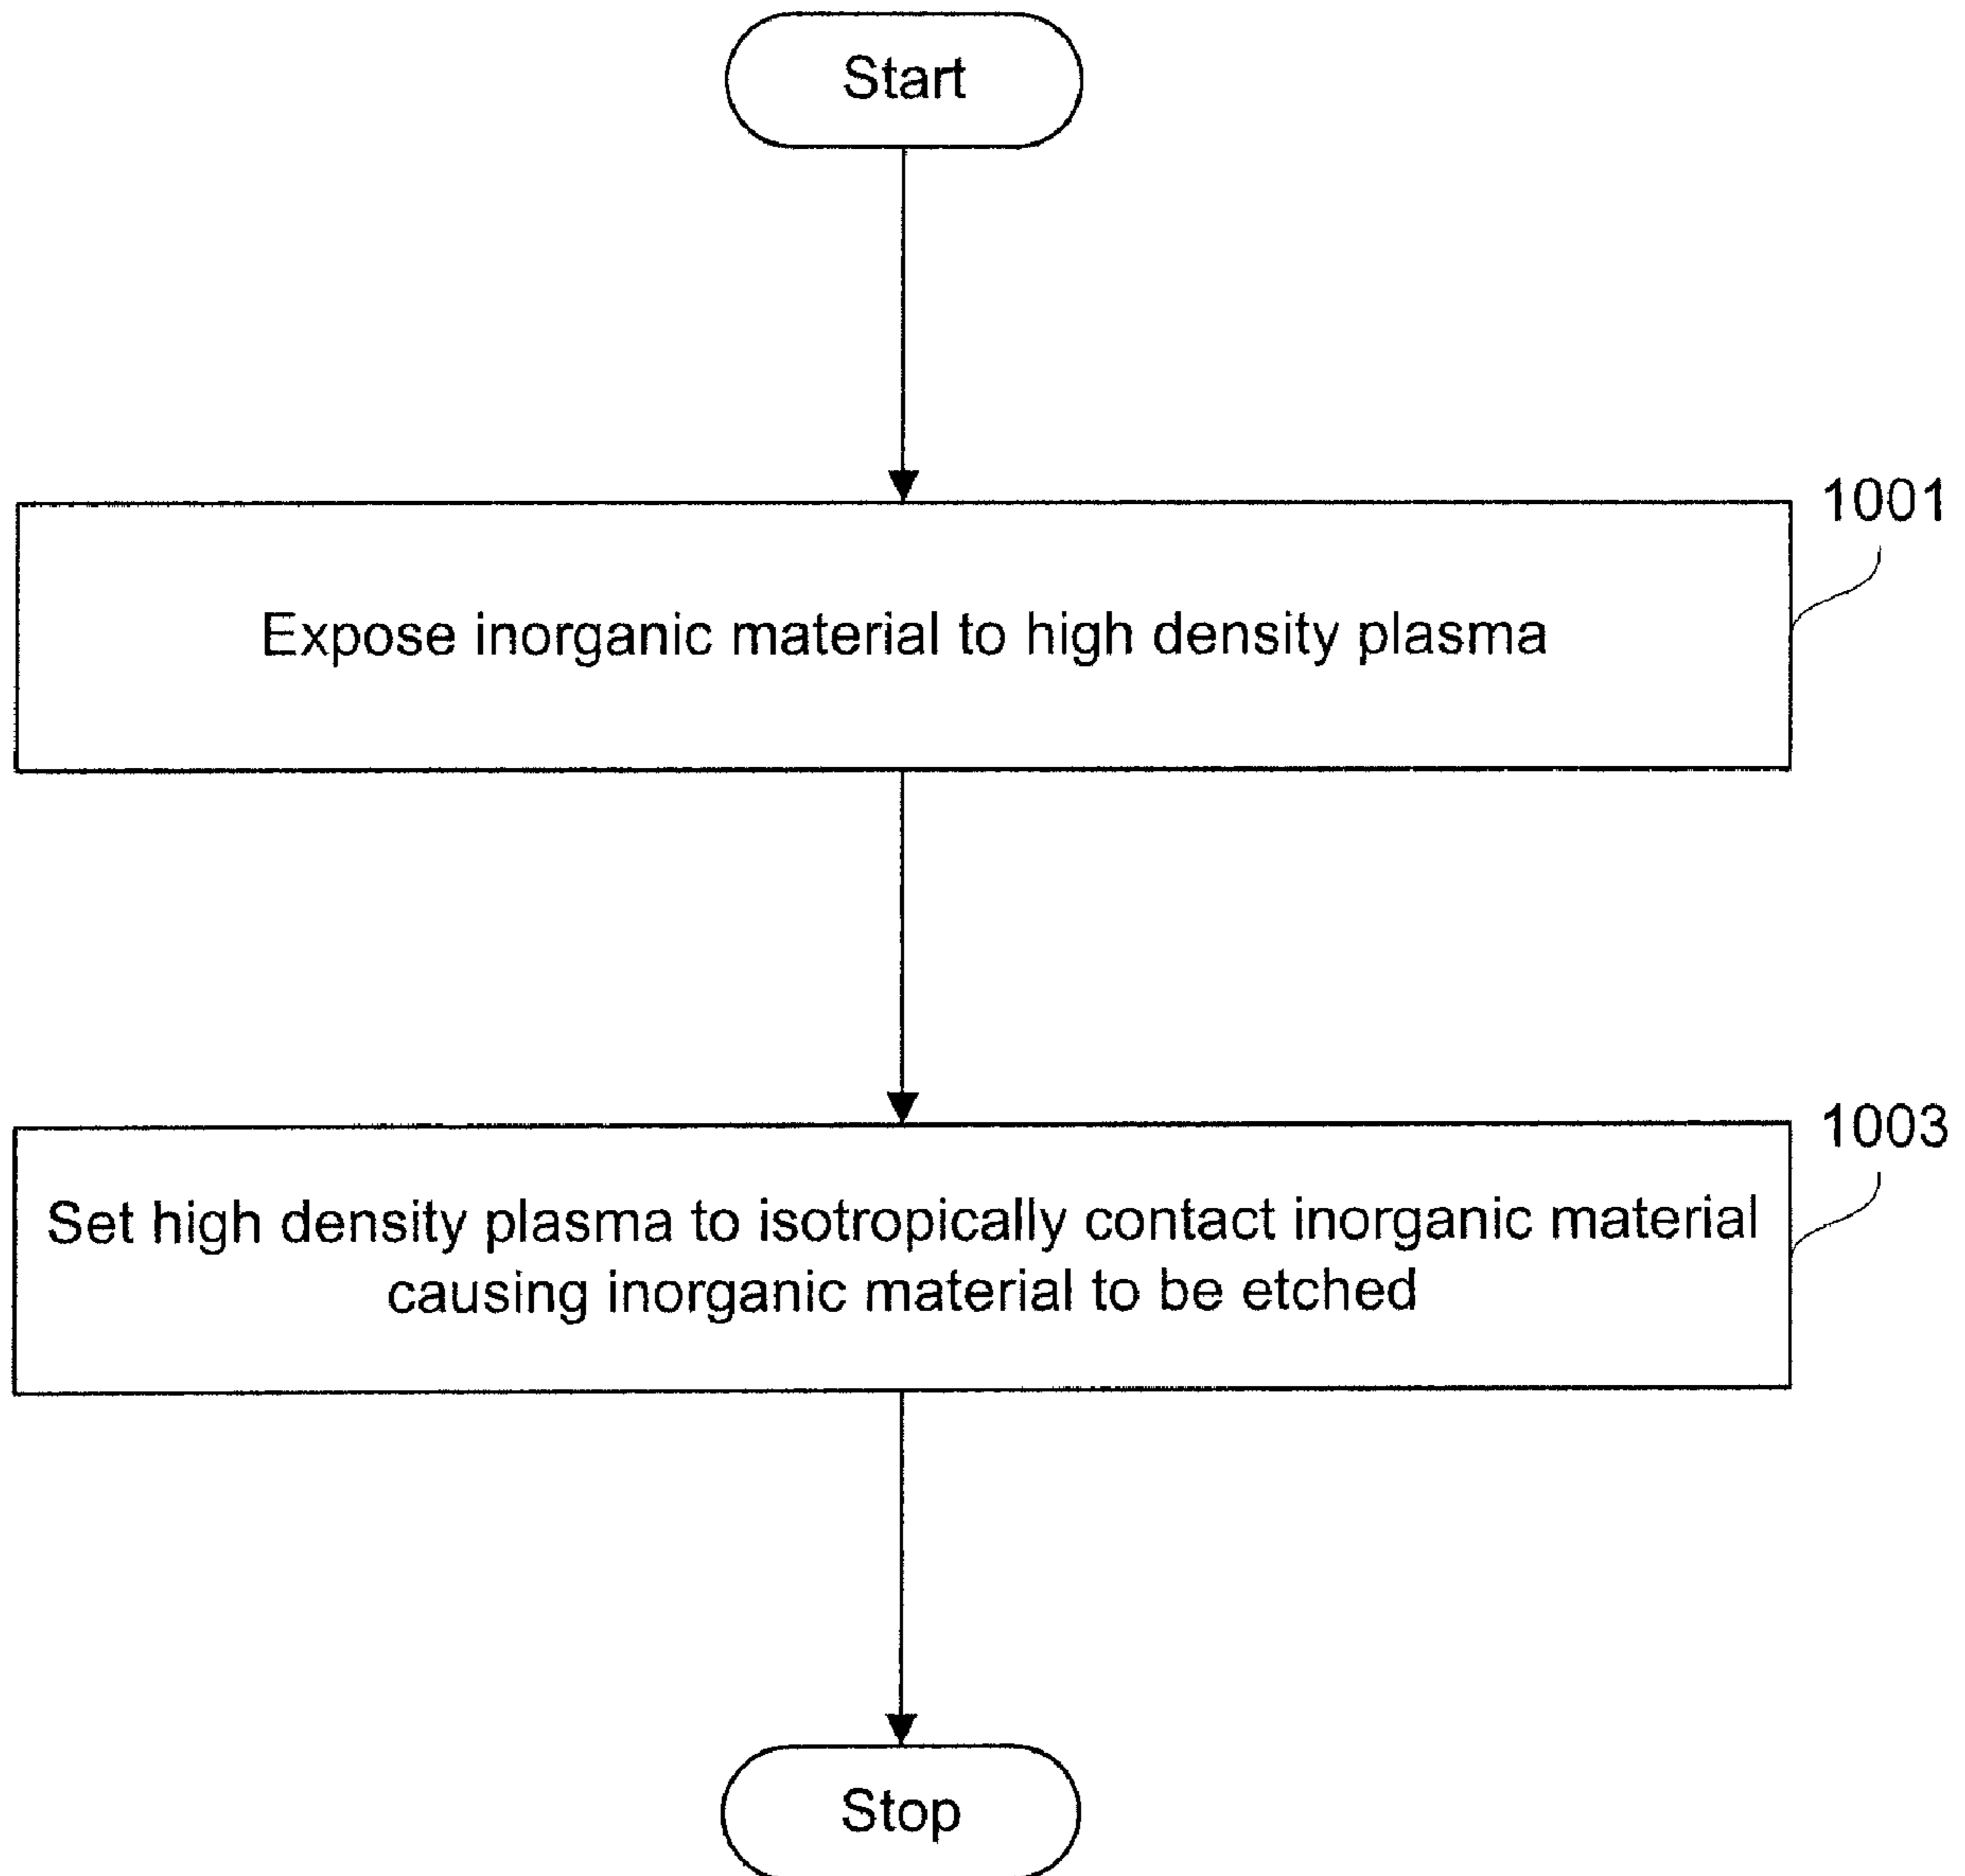 Start
1001
Expose inorganic material to high density plasma
1003
Set high density plasma to isotropically contact inorganic material
causing inorganic material to be etched
Stop